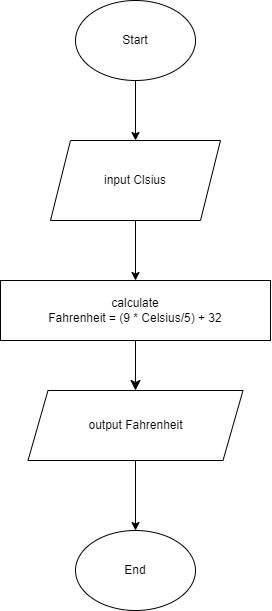 Start
input Clsius
calculate
Fahrenheit = (9 * Celsius/5) + 32
output Fahrenheit
End